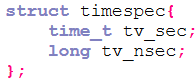 struct timespec{
    time_t tv_sec;
    long tv_nsec;
};